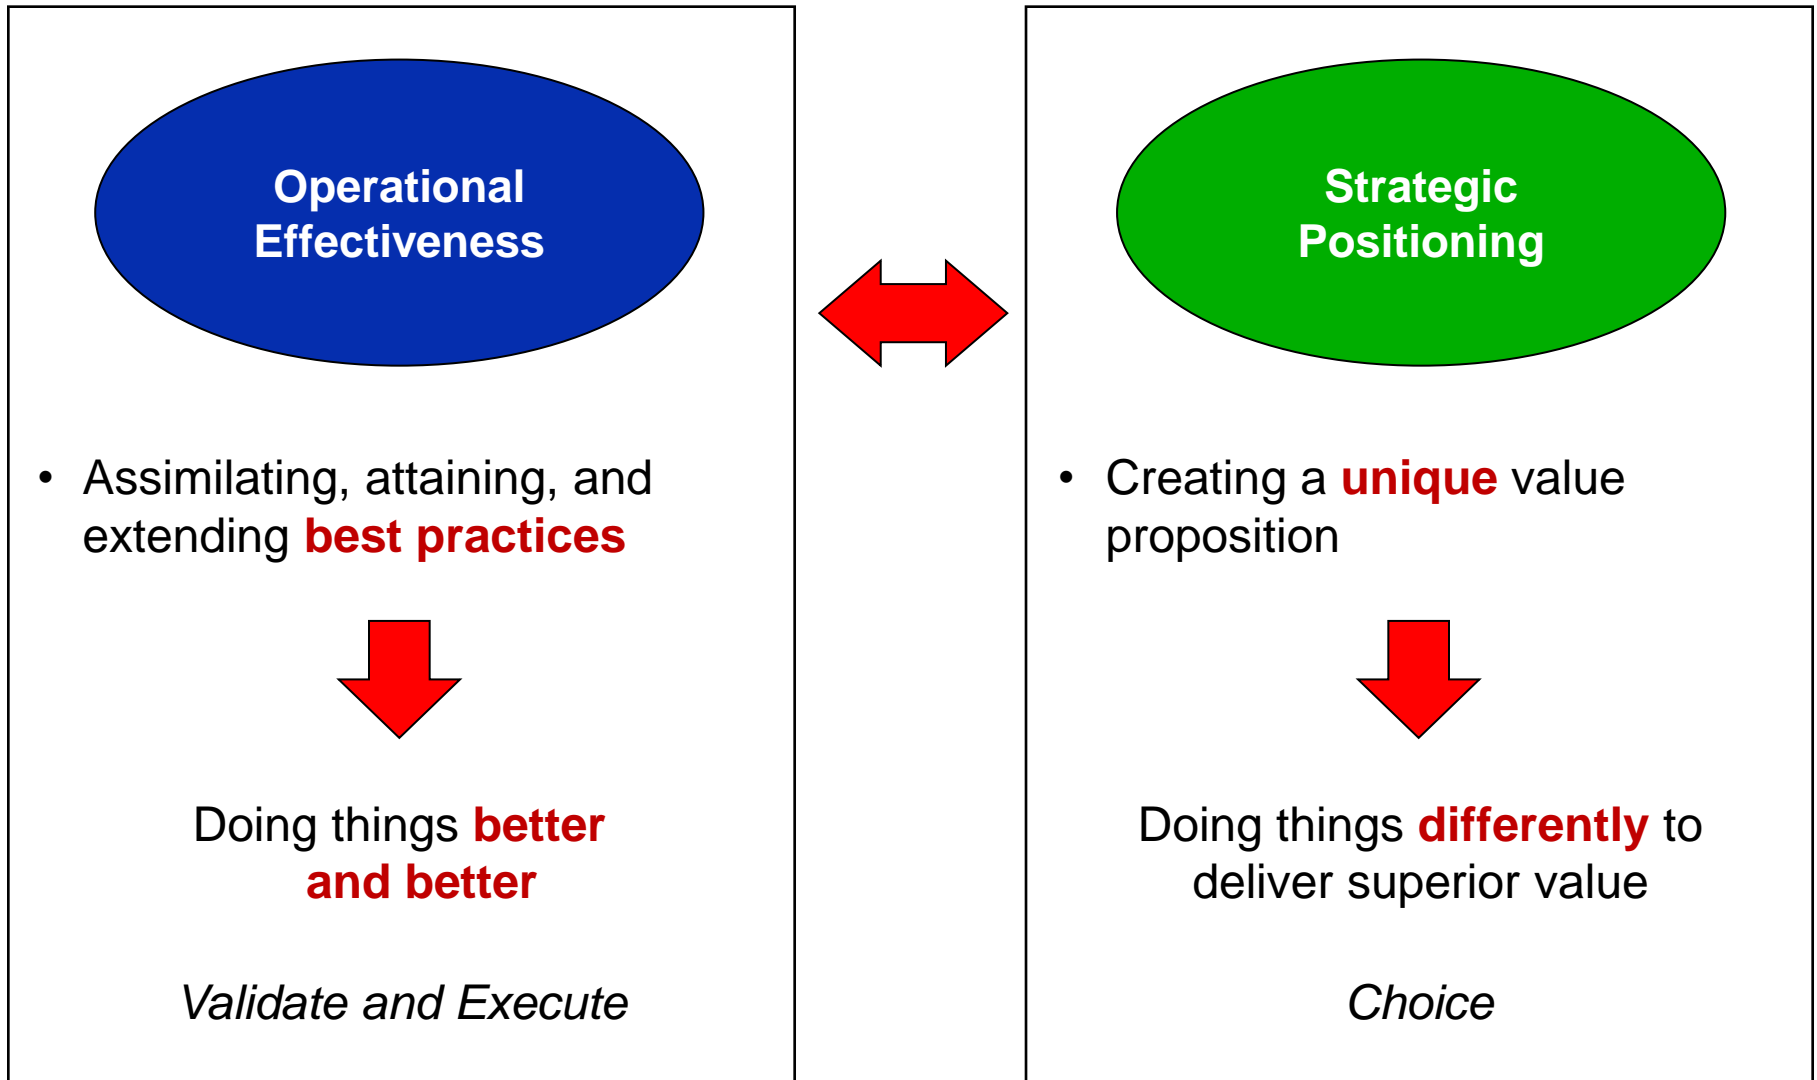 Operational
Effectiveness
• Assimilating, attaining, and
extending best practices
Doing things better
and better
Validate and Execute
Strategic
Positioning
• Creating a unique value
proposition
Doing things differently to
deliver superior value
Choice